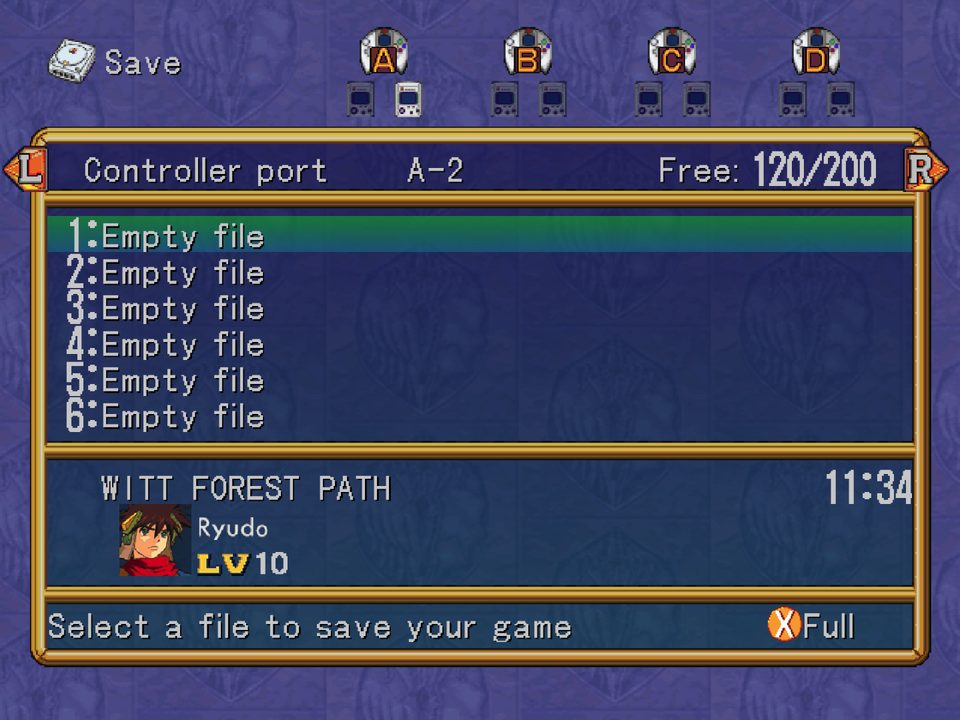 Save
A B C D
L Controller port A-2 Free: 120/200 R
1:Empty file
2:Empty file
3:Empty file
4:Empty file
5:Empty file
6:Empty file
WITT FOREST PATH 11:34
Ryudo
LV 10
Select a file to save your game X Full